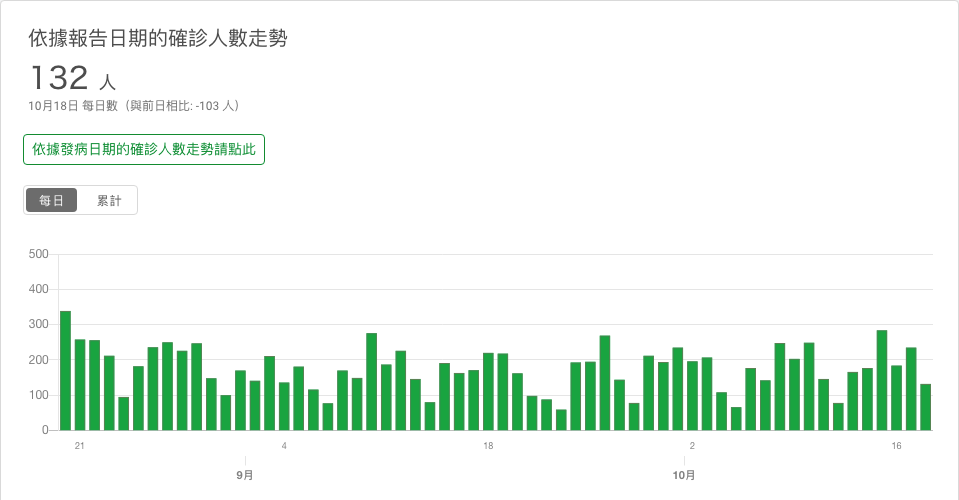 依據報告日期的確診人數走勢
132 人
10月18日 每日數（與前日相比: -103 人）
依據發病日期的確診人數走勢請點此
每日 累計
500
400
300
200
100
0
21 4 18 2 16
9月 10月